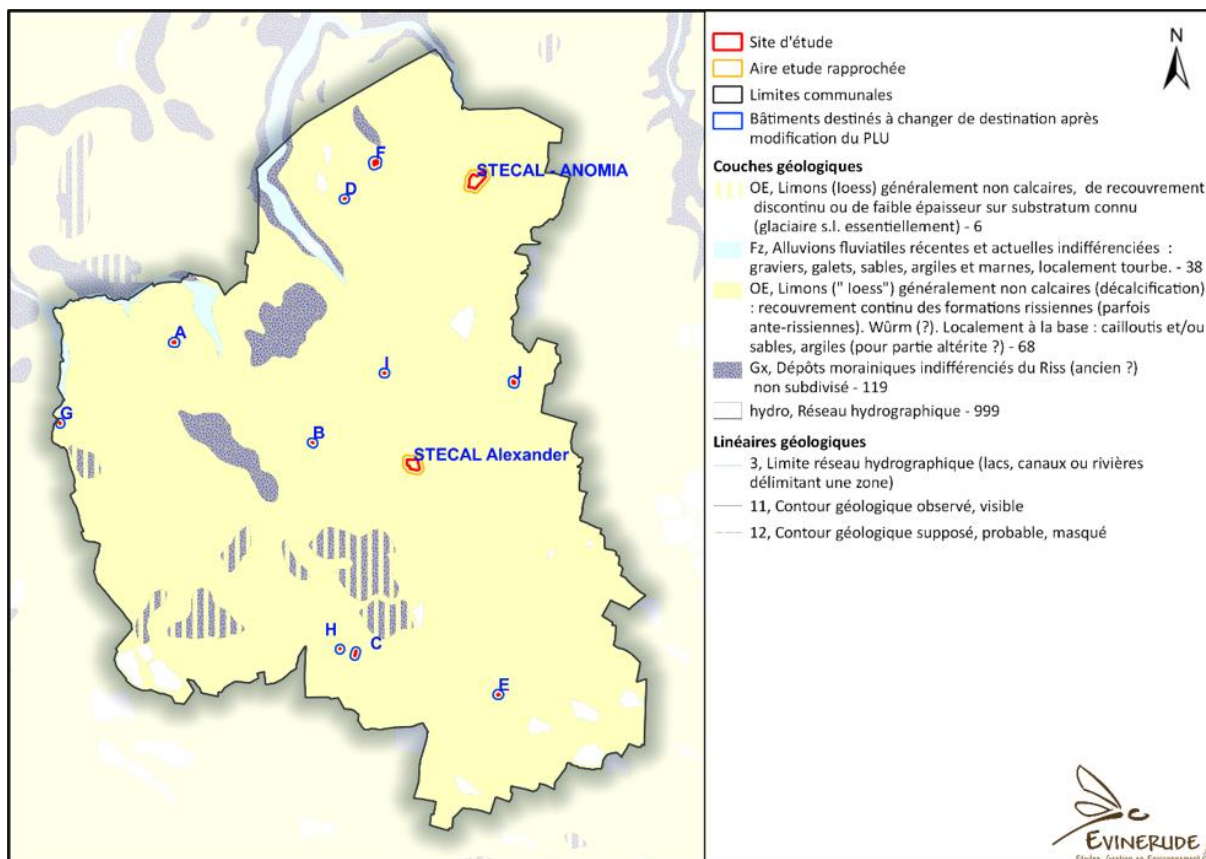 F
STECAL - ANOMIA
D
A
I
J
G
B
STECAL Alexander
H
C
E
N
Site d'étude
Aire etude rapprochée
Limites communales
Bâtiments destinés à changer de destination après
modification du PLU
Couches géologiques
OE, Limons (loess) généralement non calcaires, de recouvrement
discontinu ou de faible épaisseur sur substratum connu
(glaciaire s.l. essentiellement) - 6
Fz, Alluvions fluviatiles récentes et actuelles indifférenciées :
graviers, galets, sables, argiles et marnes, localement tourbe. - 38
OE, Limons (" loess") généralement non calcaires (décalcification)
: recouvrement continu des formations rissiennes (parfois
ante-rissiennes). Wûrm (?). Localement à la base : cailloutis et/ou
sables, argiles (pour partie altérite ?) - 68
Gx, Dépôts morainiques indifférenciés du Riss (ancien ?)
non subdivisé - 119
hydro, Réseau hydrographique - 999
Linéaires géologiques
3, Limite réseau hydrographique (lacs, canaux ou rivières
délimitant une zone)
11, Contour géologique observé, visible
12, Contour géologique supposé, probable, masqué
EVINERUDE